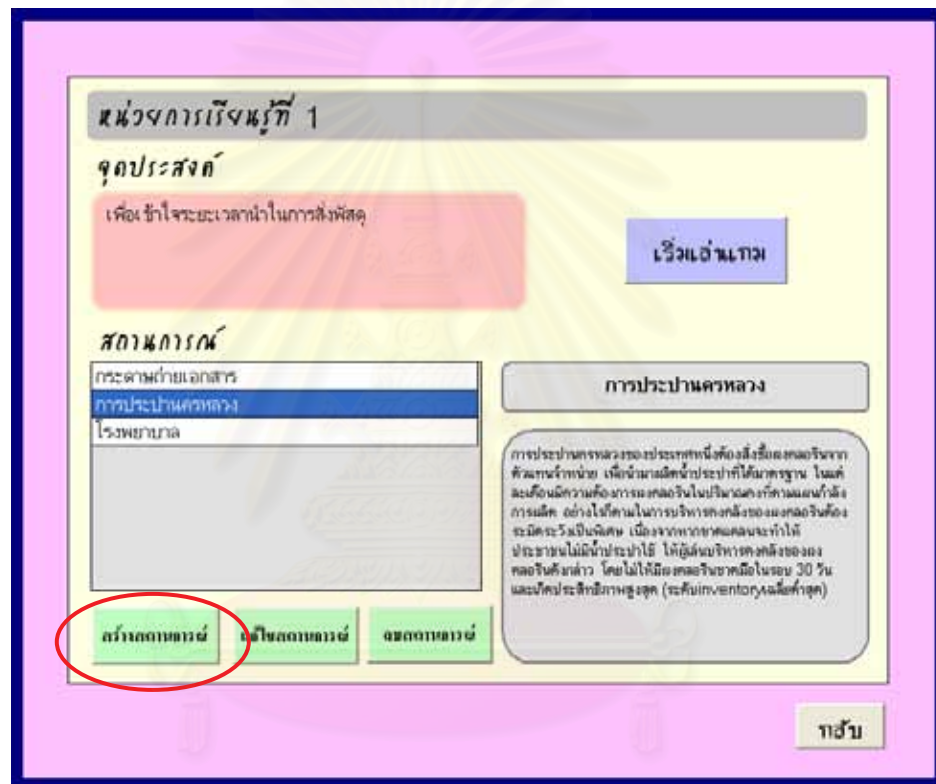 หน่วยการเรียนรู้ที่ 1
จุดประสงค์
เพื่อเข้าใจระยะเวลานำในการสั่งพัสดุ
เริ่มเล่นเกม
สถานการณ์
กระดาษถ่ายเอกสาร
การประปานครหลวง
โรงพยาบาล
การประปานครหลวง
การประปานครหลวงของประเทศหนึ่งต้องสั่งซื้อผงคลอรีนจาก
ตัวแทนจำหน่าย เพื่อนำมาผลิตน้ำประปาที่ได้มาตรฐาน ในแต่
ละเดือนมีความต้องการผงคลอรีนในปริมาณคงที่ตามแผนกำลัง
การผลิต อย่างไรก็ตามในการบริหารคงคลังของผงคลอรีนต้อง
ระมัดระวังเป็นพิเศษ เนื่องจากหากขาดแคลนจะทำให้
ประชาชนไม่มีน้ำประปาใช้ ให้ผู้เล่นบริหารคงคลังของผง
คลอรีนดังกล่าว โดยไม่ให้มีผงคลอรีนขาดมือในรอบ 30 วัน
และเกิดประสิทธิภาพสูงสุด (ระดับinventoryเฉลี่ยต่ำสุด)
สร้างสถานการณ์
แก้ไขสถานการณ์
ลบสถานการณ์
กลับ